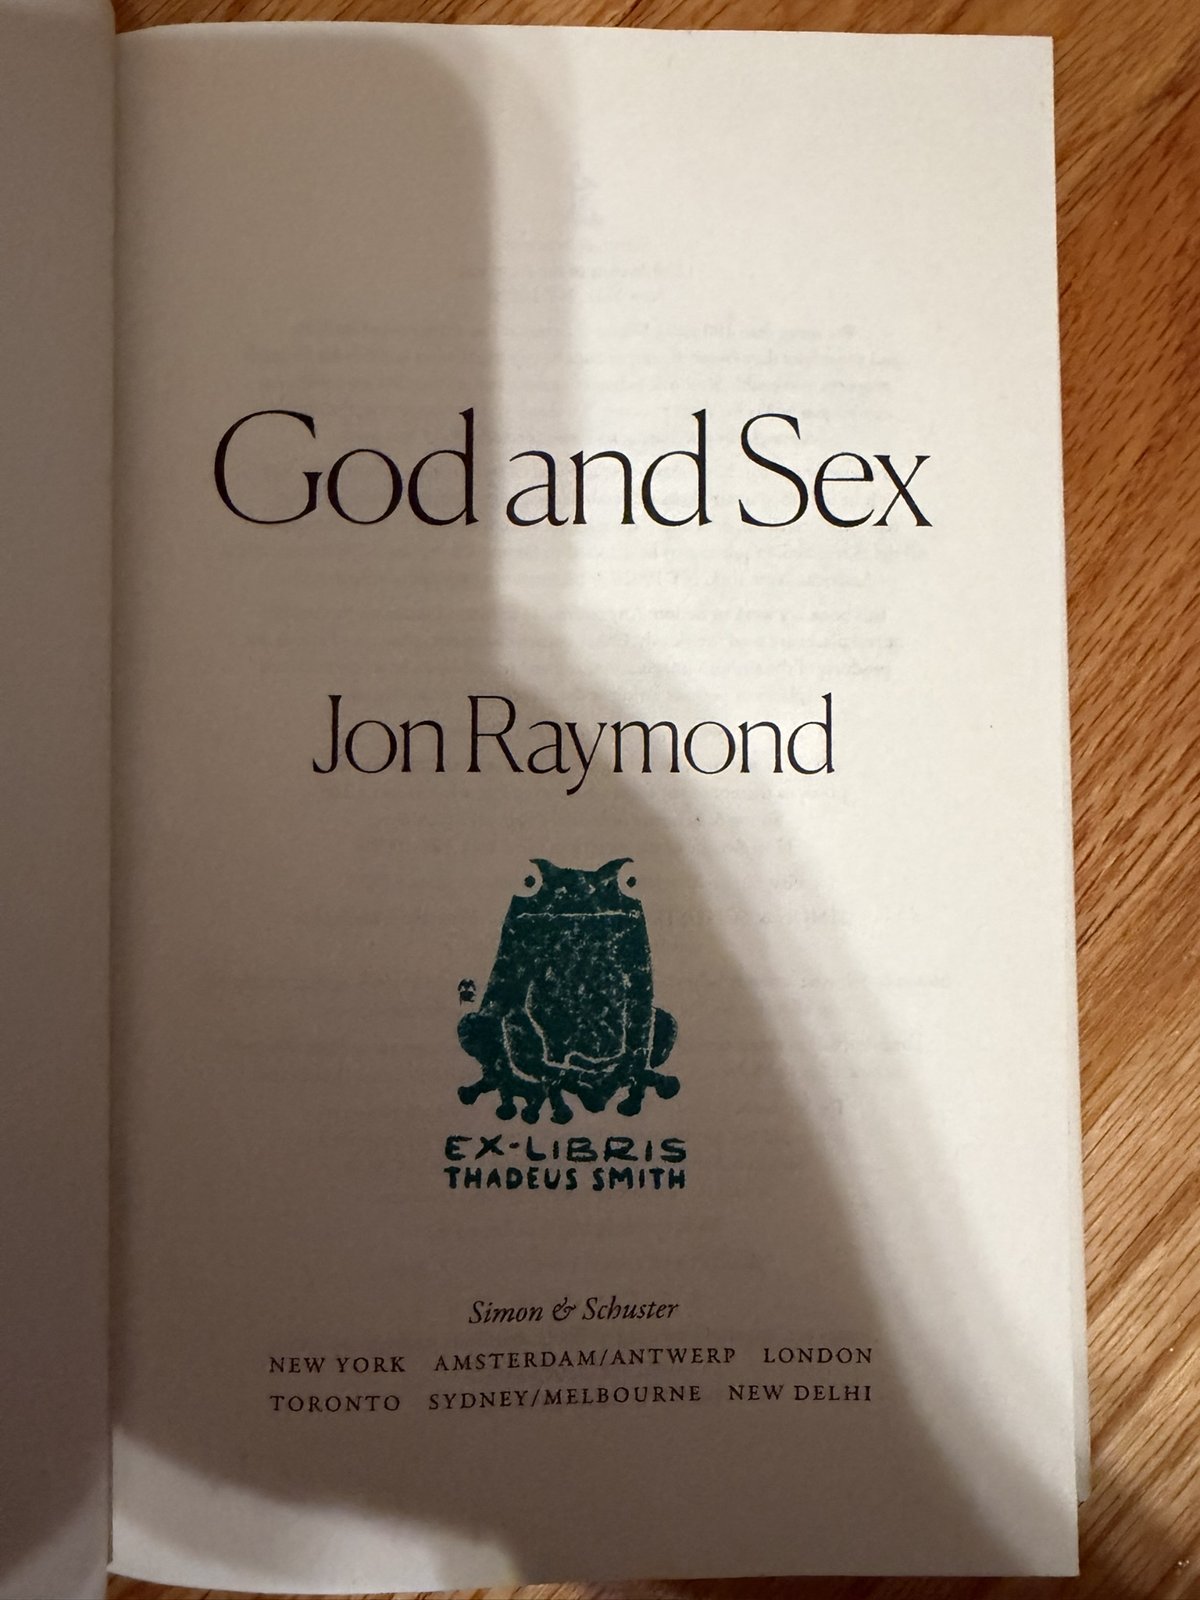 God and Sex
Jon Raymond
EX-LIBRIS
THADEUS SMITH
Simon & Schuster
NEW YORK AMSTERDAM/ANTWERP LONDON
TORONTO SYDNEY/MELBOURNE NEW DELHI